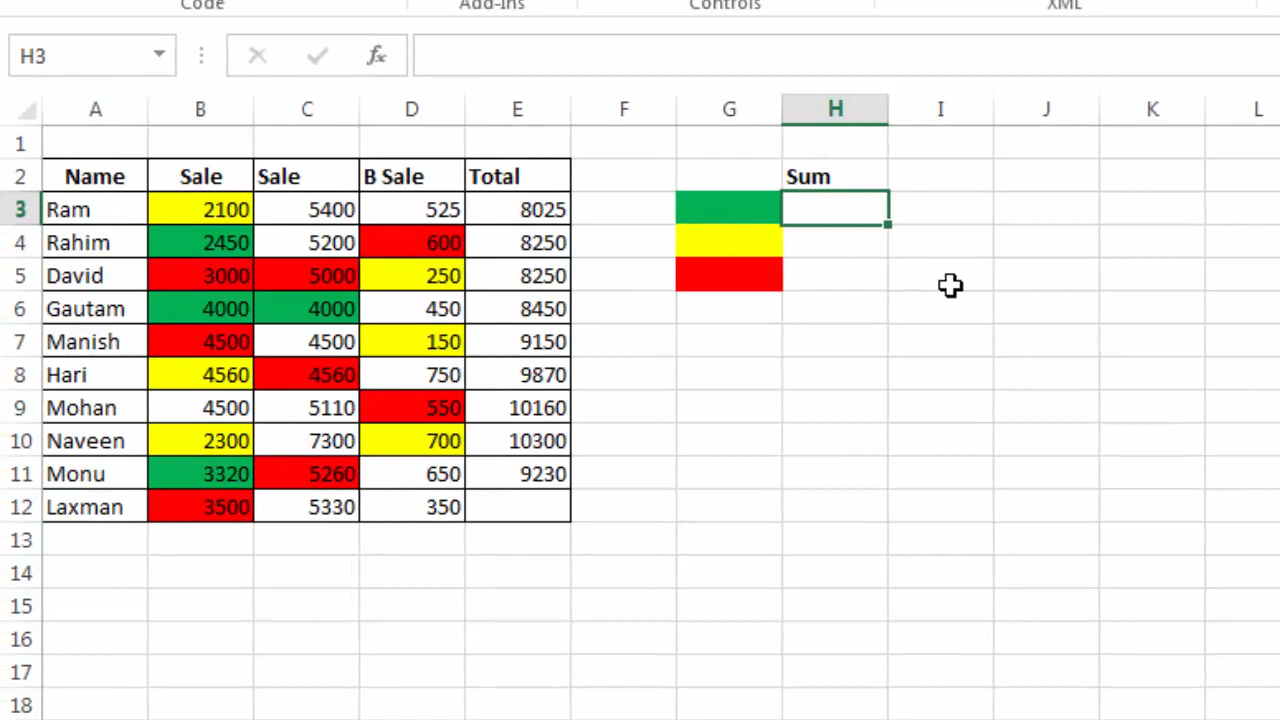 Code Add-Ins Controls XML
H3 fx
A B C D E F G H I J K L
1
2 Name Sale Sale B Sale Total Sum
3 Ram 2100 5400 525 8025
4 Rahim 2450 5200 600 8250
5 David 3000 5000 250 8250
6 Gautam 4000 4000 450 8450
7 Manish 4500 4500 150 9150
8 Hari 4560 4560 750 9870
9 Mohan 4500 5110 550 10160
10 Naveen 2300 7300 700 10300
11 Monu 3320 5260 650 9230
12 Laxman 3500 5330 350
13
14
15
16
17
18